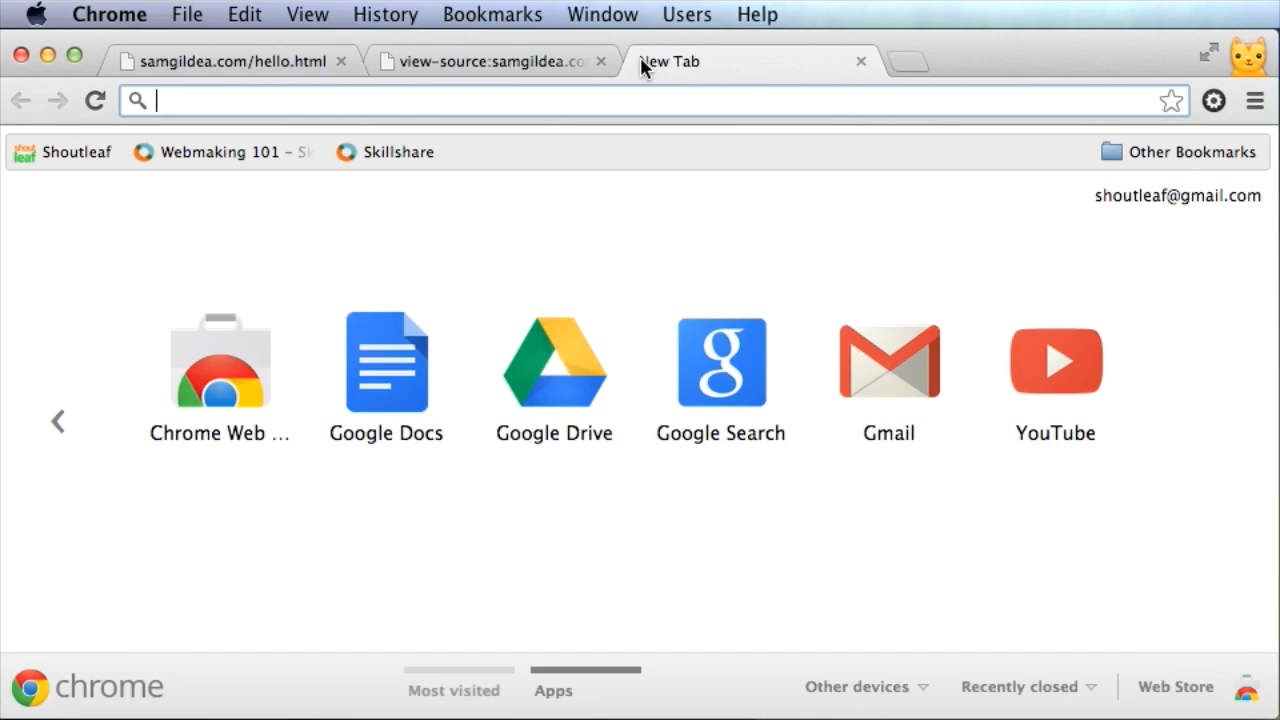 Chrome File Edit View History Bookmarks Window Users Help
samgildea.com/hello.html view-source:samgildea.co New Tab
shout leaf Shoutleaf Webmaking 101 – Sk Skillshare Other Bookmarks
shoutleaf@gmail.com
g
Chrome Web ... Google Docs Google Drive Google Search Gmail YouTube
chrome Most visited Apps Other devices Recently closed Web Store